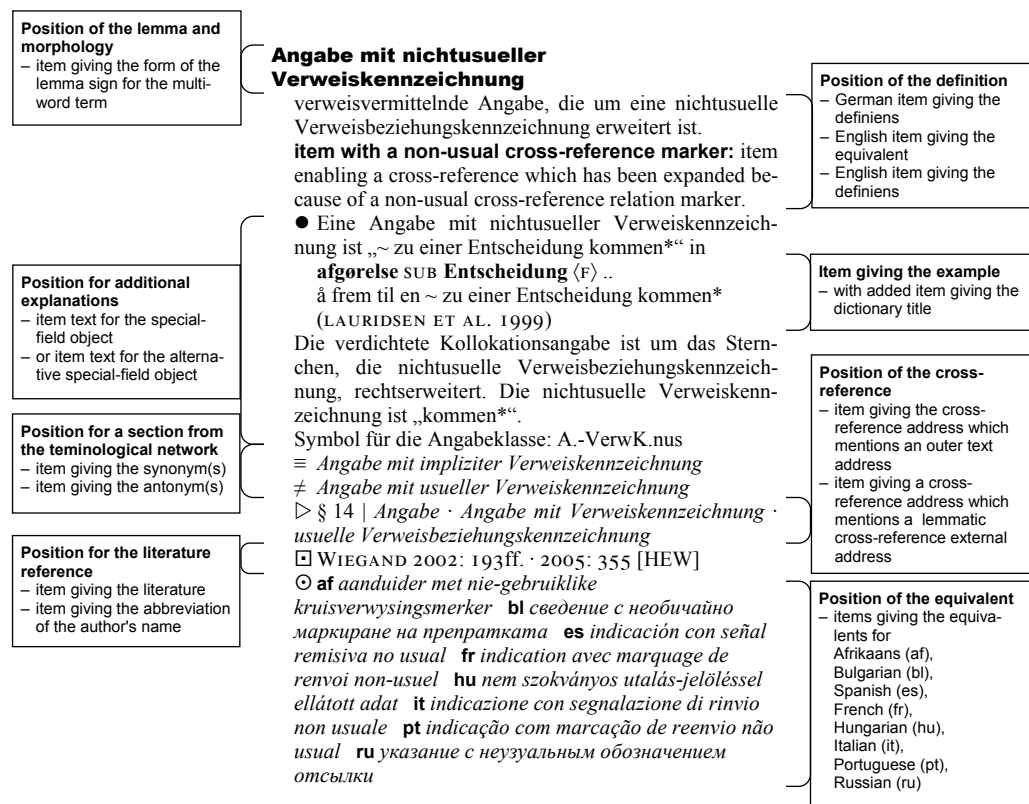 Position of the lemma and
morphology
– item giving the form of the
lemma sign for the multi-
word term
Position for additional
explanations
– item text for the special-
field object
– or item text for the alterna-
tive special-field object
Position for a section from
the teminological network
– item giving the synonym(s)
– item giving the antonym(s)
Position for the literature
reference
– item giving the literature
– item giving the abbreviation
of the author's name
Angabe mit nichtusueller
Verweiskennzeichnung
verweisvermittelnde Angabe, die um eine nichtusuelle
Verweisbeziehungskennzeichnung erweitert ist.
item with a non-usual cross-reference marker: item
enabling a cross-reference which has been expanded be-
cause of a non-usual cross-reference relation marker.
● Eine Angabe mit nichtusueller Verweiskennzeich-
nung ist „~ zu einer Entscheidung kommen*“ in
afgørelse SUB Entscheidung ⟨F⟩ ..
å frem til en ~ zu einer Entscheidung kommen*
(LAURIDSEN ET AL. 1999)
Die verdichtete Kollokationsangabe ist um das Stern-
chen, die nichtusuelle Verweisbeziehungskennzeich-
nung, rechtserweitert. Die nichtusuelle Verweiskenn-
zeichnung ist „kommen*“.
Symbol für die Angabeklasse: A.-VerwK.nus
≡ Angabe mit impliziter Verweiskennzeichnung
≠ Angabe mit usueller Verweiskennzeichnung
▷ § 14 | Angabe · Angabe mit Verweiskennzeichnung ·
usuelle Verweisbeziehungskennzeichnung
⊡ WIEGAND 2002: 193ff. · 2005: 355 [HEW]
⊙ af aanduider met nie-gebruiklike
kruisverwysingsmerker bl сведение с необичайно
маркиране на препратката es indicación con señal
remisiva no usual fr indication avec marquage de
renvoi non-usuel hu nem szokványos utalás-jelöléssel
ellátott adat it indicazione con segnalazione di rinvio
non usuale pt indicação com marcação de reenvio não
usual ru указание с неузуальным обозначением
отсылки
Position of the definition
– German item giving the
definiens
– English item giving the
equivalent
– English item giving the
definiens
Item giving the example
– with added item giving the
dictionary title
Position of the cross-
reference
– item giving the cross-
reference address which
mentions an outer text
address
– item giving a cross-
reference address which
mentions a lemmatic
cross-reference external
address
Position of the equivalent
– items giving the equiva-
lents for
Afrikaans (af),
Bulgarian (bl),
Spanish (es),
French (fr),
Hungarian (hu),
Italian (it),
Portuguese (pt),
Russian (ru)